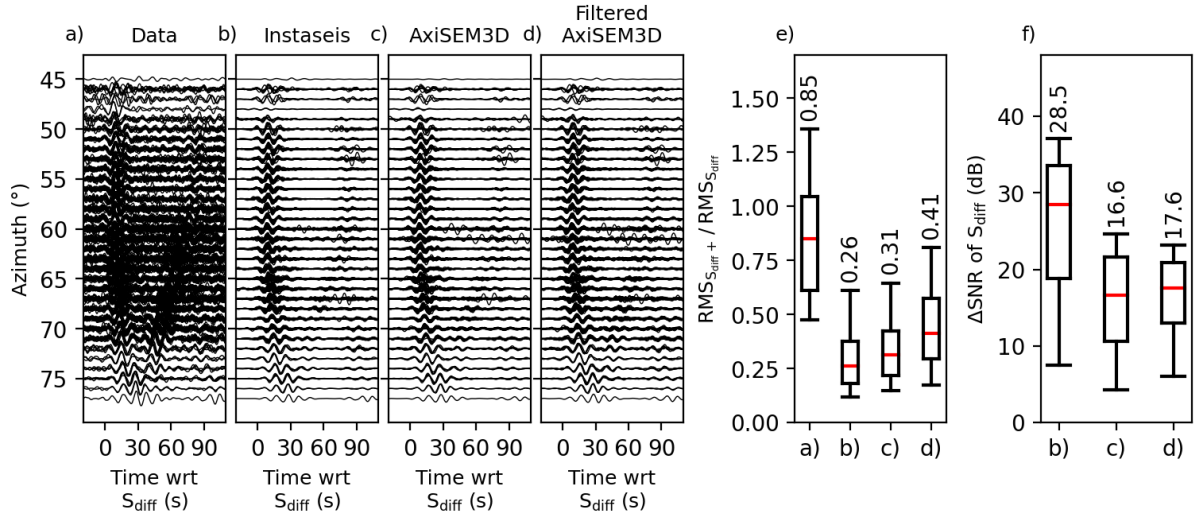 a) Data
b) Instaseis
c) AxiSEM3D
d) Filtered
AxiSEM3D
Azimuth (°)
45
50
55
60
65
70
75
0 30 60 90
0 30 60 90
0 30 60 90
0 30 60 90
Time wrt
Sdiff (s)
Time wrt
Sdiff (s)
Time wrt
Sdiff (s)
Time wrt
Sdiff (s)
e)
RMSSdiff+ / RMSSdiff
1.50
1.25
1.00
0.75
0.50
0.25
0.00
0.85
0.26
0.31
0.41
a) b) c) d)
f)
ΔSNR of Sdiff (dB)
40
30
20
10
0
28.5
16.6
17.6
b) c) d)